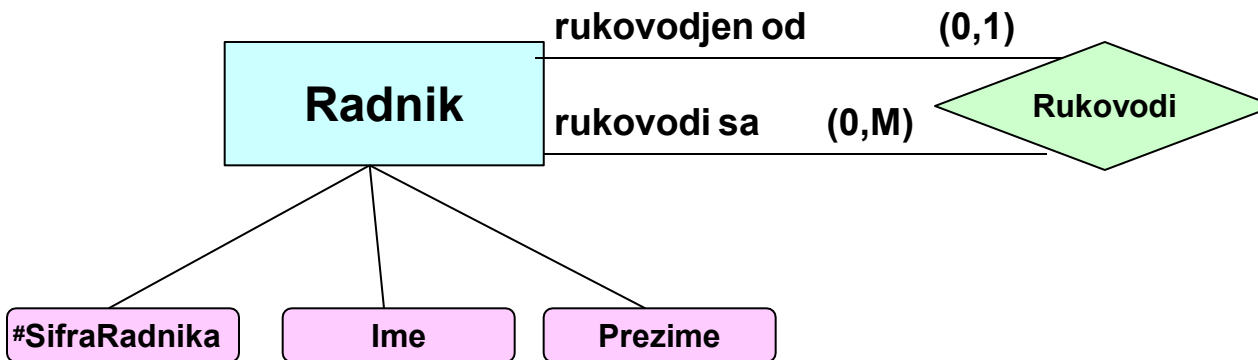 rukovodjen od (0,1)
Radnik
rukovodi sa (0,M)
Rukovodi
#SifraRadnika
Ime
Prezime